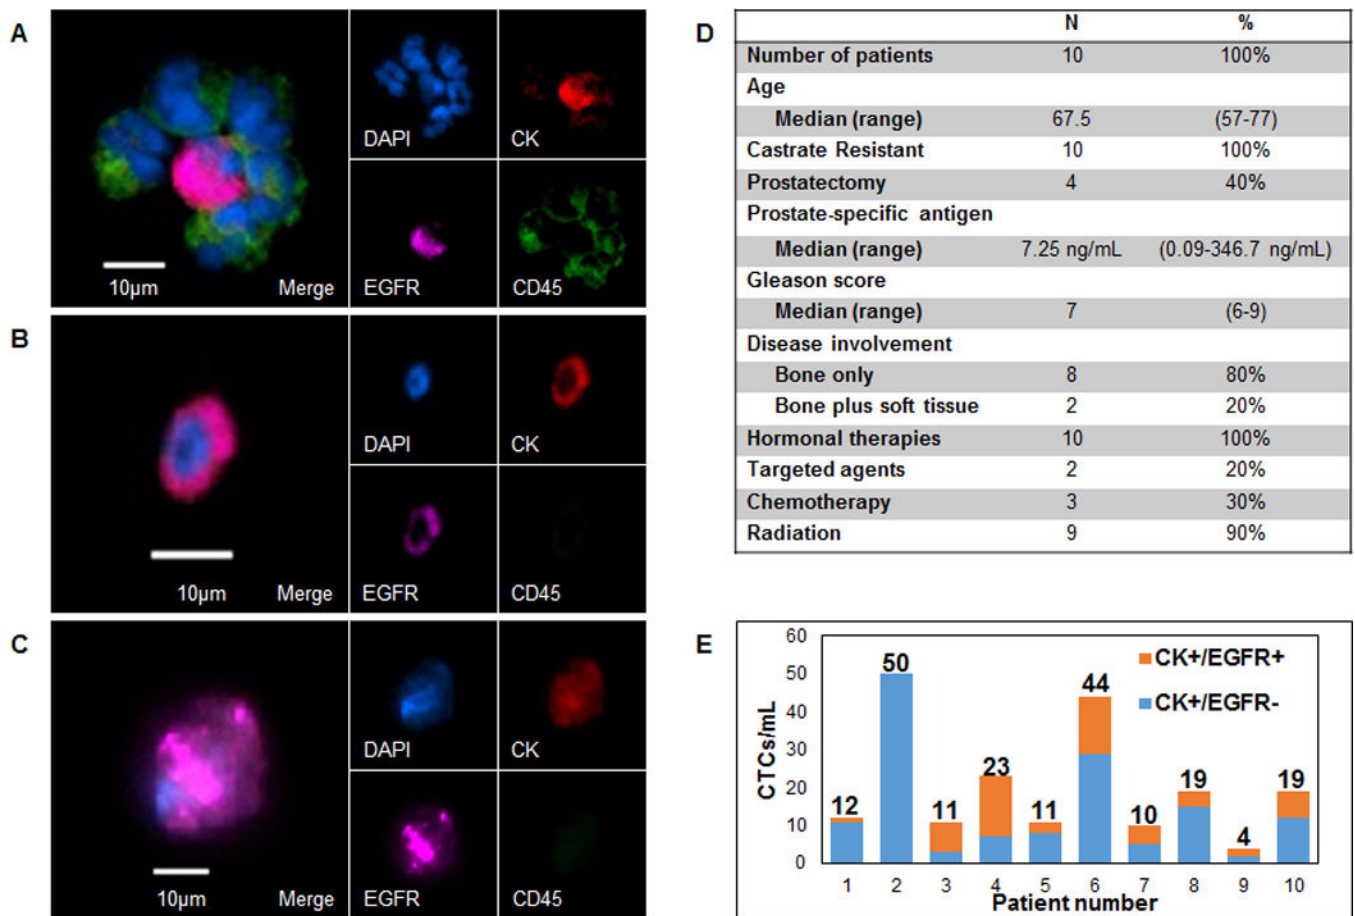 A
DAPI
CK
10µm
Merge
EGFR
CD45
B
DAPI
CK
10µm
Merge
EGFR
CD45
C
DAPI
CK
10µm
Merge
EGFR
CD45
D
N %
Number of patients 10 100%
Age
Median (range) 67.5 (57-77)
Castrate Resistant 10 100%
Prostatectomy 4 40%
Prostate-specific antigen
Median (range) 7.25 ng/mL (0.09-346.7 ng/mL)
Gleason score
Median (range) 7 (6-9)
Disease involvement
Bone only 8 80%
Bone plus soft tissue 2 20%
Hormonal therapies 10 100%
Targeted agents 2 20%
Chemotherapy 3 30%
Radiation 9 90%
E
60
50
40
30
20
10
0
CTCs/mL
CK+/EGFR+
CK+/EGFR-
12 50 11 23 11 44 10 19 4 19
1 2 3 4 5 6 7 8 9 10
Patient number